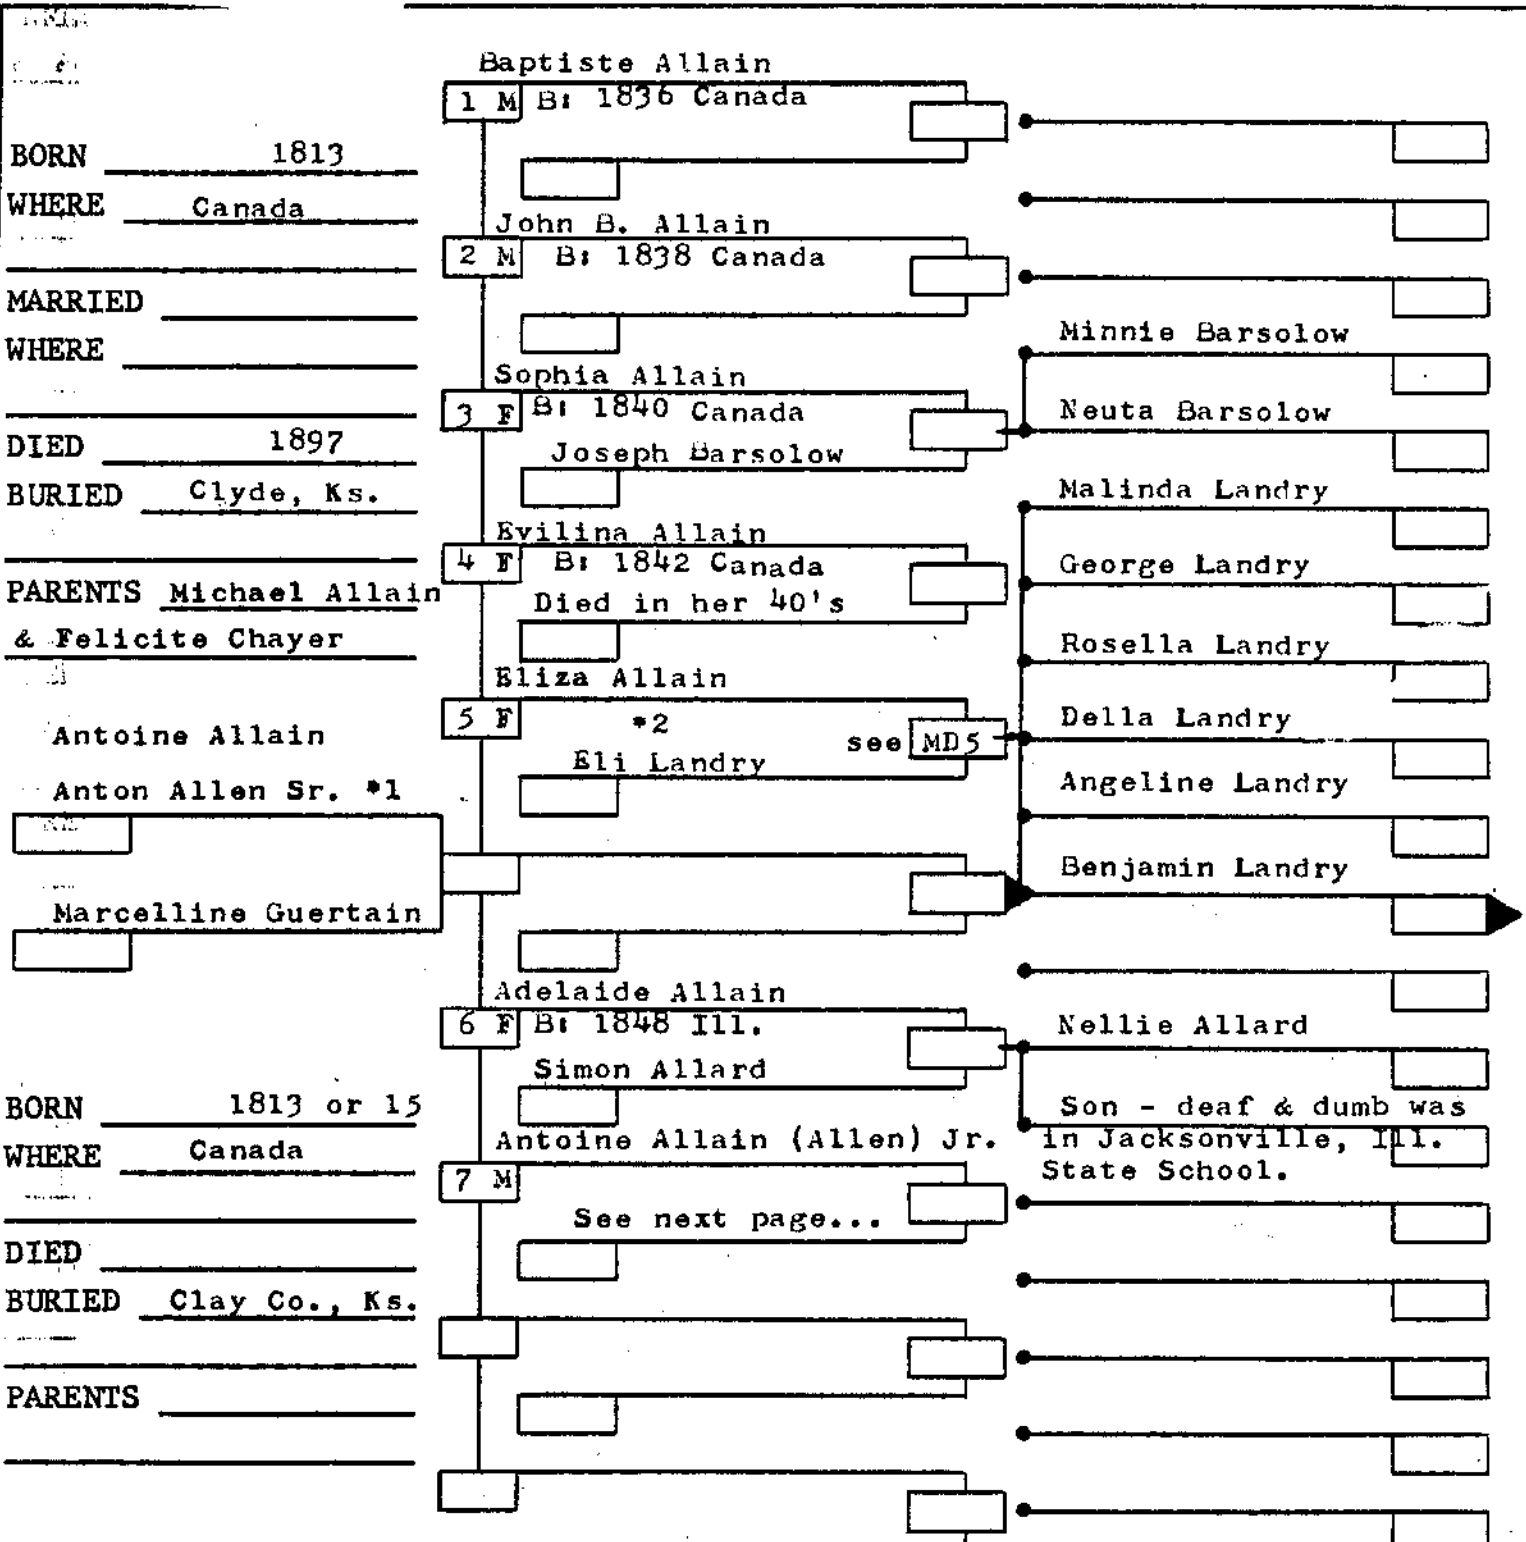 BORN 1813
WHERE Canada
MARRIED
WHERE
DIED 1897
BURIED Clyde, Ks.
PARENTS Michael Allain
& Felicite Chayer
Antoine Allain
Anton Allen Sr. *1
Marcelline Guertain
BORN 1813 or 15
WHERE Canada
DIED
BURIED Clay Co., Ks.
PARENTS
Baptiste Allain
1 M B: 1836 Canada
John B. Allain
2 M B: 1838 Canada
Sophia Allain
3 F B: 1840 Canada
Joseph Barsolow
Evilina Allain
4 F B: 1842 Canada
Died in her 40's
Eliza Allain
5 F *2
see MD5
Eli Landry
Adelaide Allain
6 F B: 1848 Ill.
Simon Allard
Antoine Allain (Allen) Jr.
7 M
See next page...
Minnie Barsolow
Neuta Barsolow
Malinda Landry
George Landry
Rosella Landry
Della Landry
Angeline Landry
Benjamin Landry
Nellie Allard
Son - deaf & dumb was
in Jacksonville, Ill.
State School.